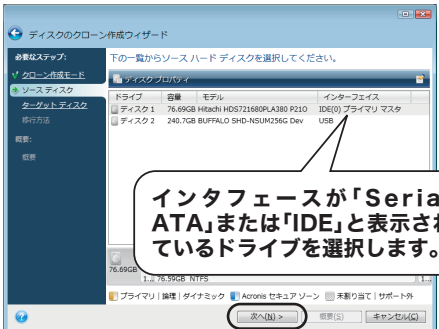 ディスクのクローン作成ウィザード
必要なステップ:
クローン作成モード
ソース ディスク
ターゲット ディスク
移行方法
概要:
概要
下の一覧からソース ハード ディスクを選択してください。
ディスク プロパティ
ドライブ 容量 モデル インターフェイス
ディスク 1 76.69GB Hitachi HDS721680PLA380 P21O IDE(0) プライマリ マスタ
ディスク 2 240.7GB BUFFALO SHD-NSUM256G Dev USB
インタフェースが「Seria
ATA」または「IDE」と表示され
ているドライブを選択します。
76.69GB
1... 76.59GB NTFS 1...
プライマリ | 論理 | ダイナミック Acronis セキュア ゾーン 未割り当て | サポート外
次へ(N) > 概要(S) キャンセル(C)